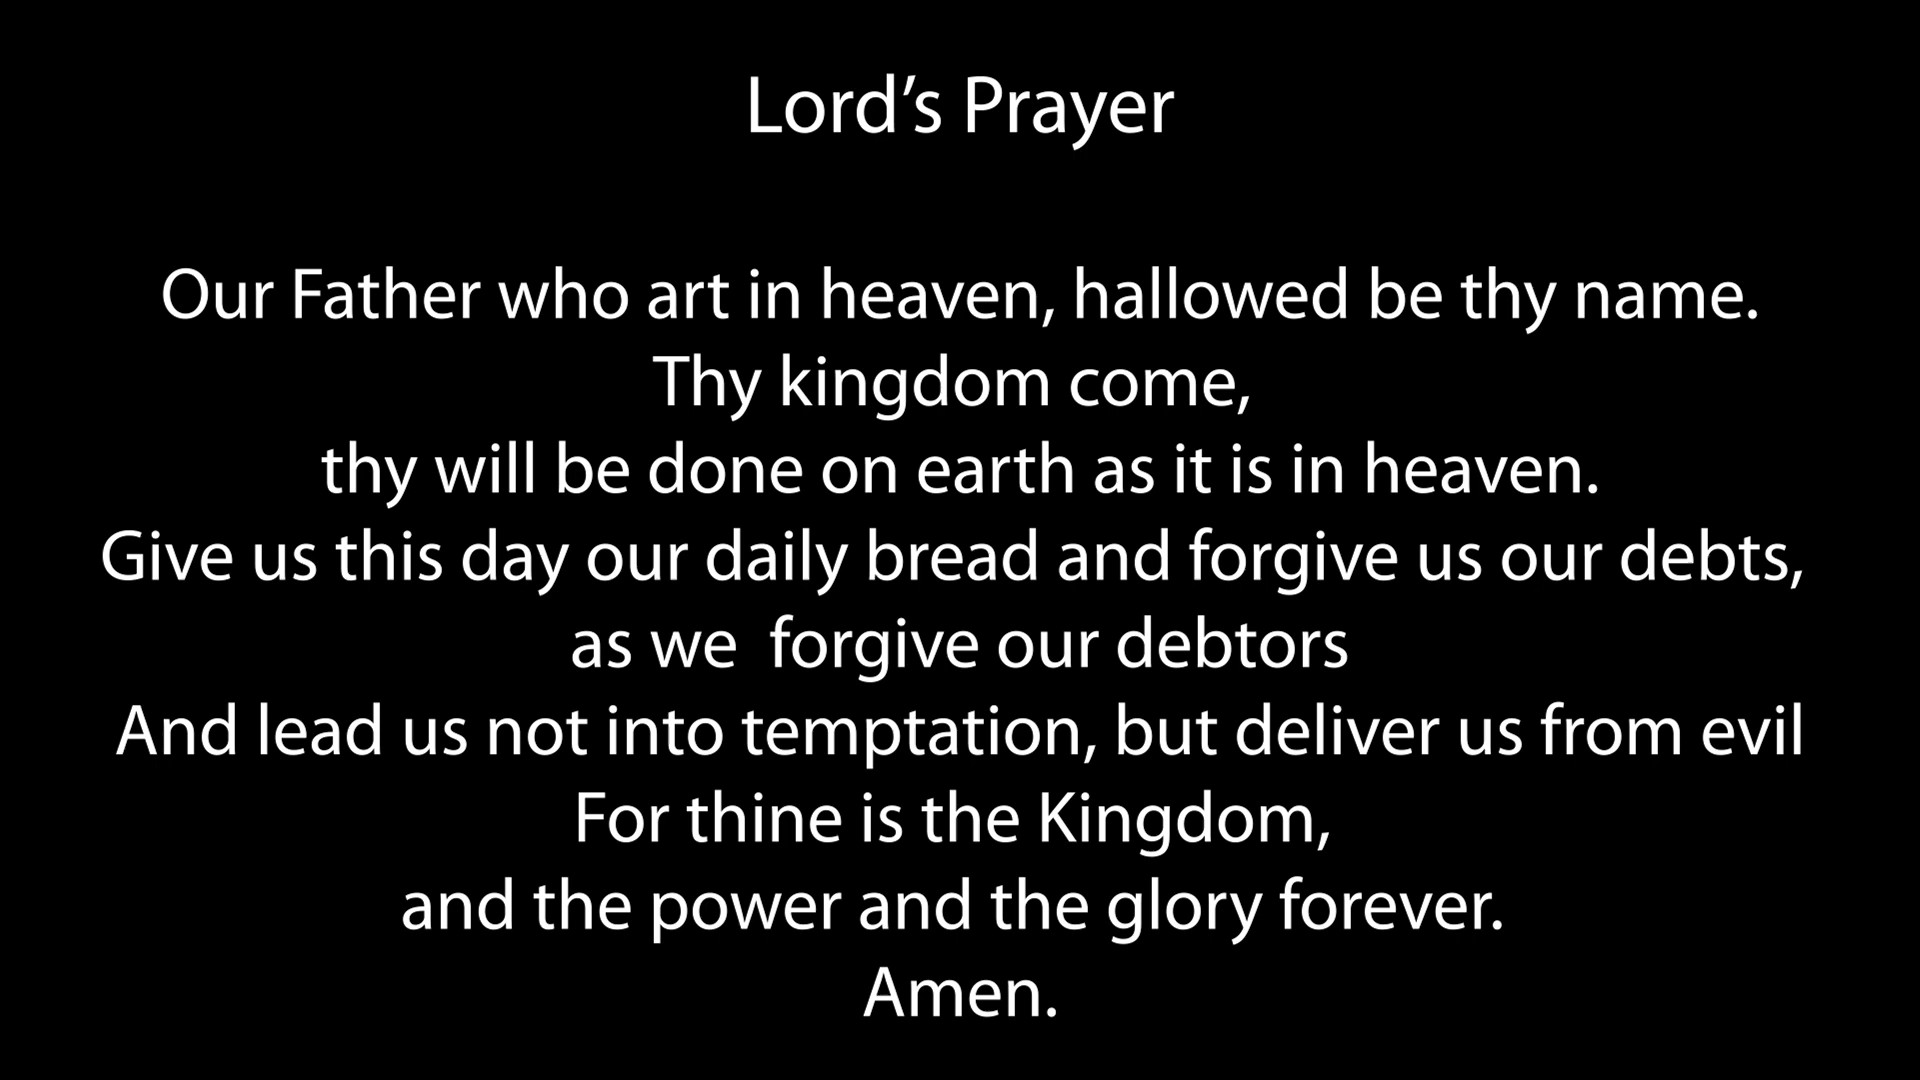 Lord’s Prayer
Our Father who art in heaven, hallowed be thy name.
Thy kingdom come,
thy will be done on earth as it is in heaven.
Give us this day our daily bread and forgive us our debts,
as we  forgive our debtors
And lead us not into temptation, but deliver us from evil
For thine is the Kingdom,
and the power and the glory forever.
Amen.